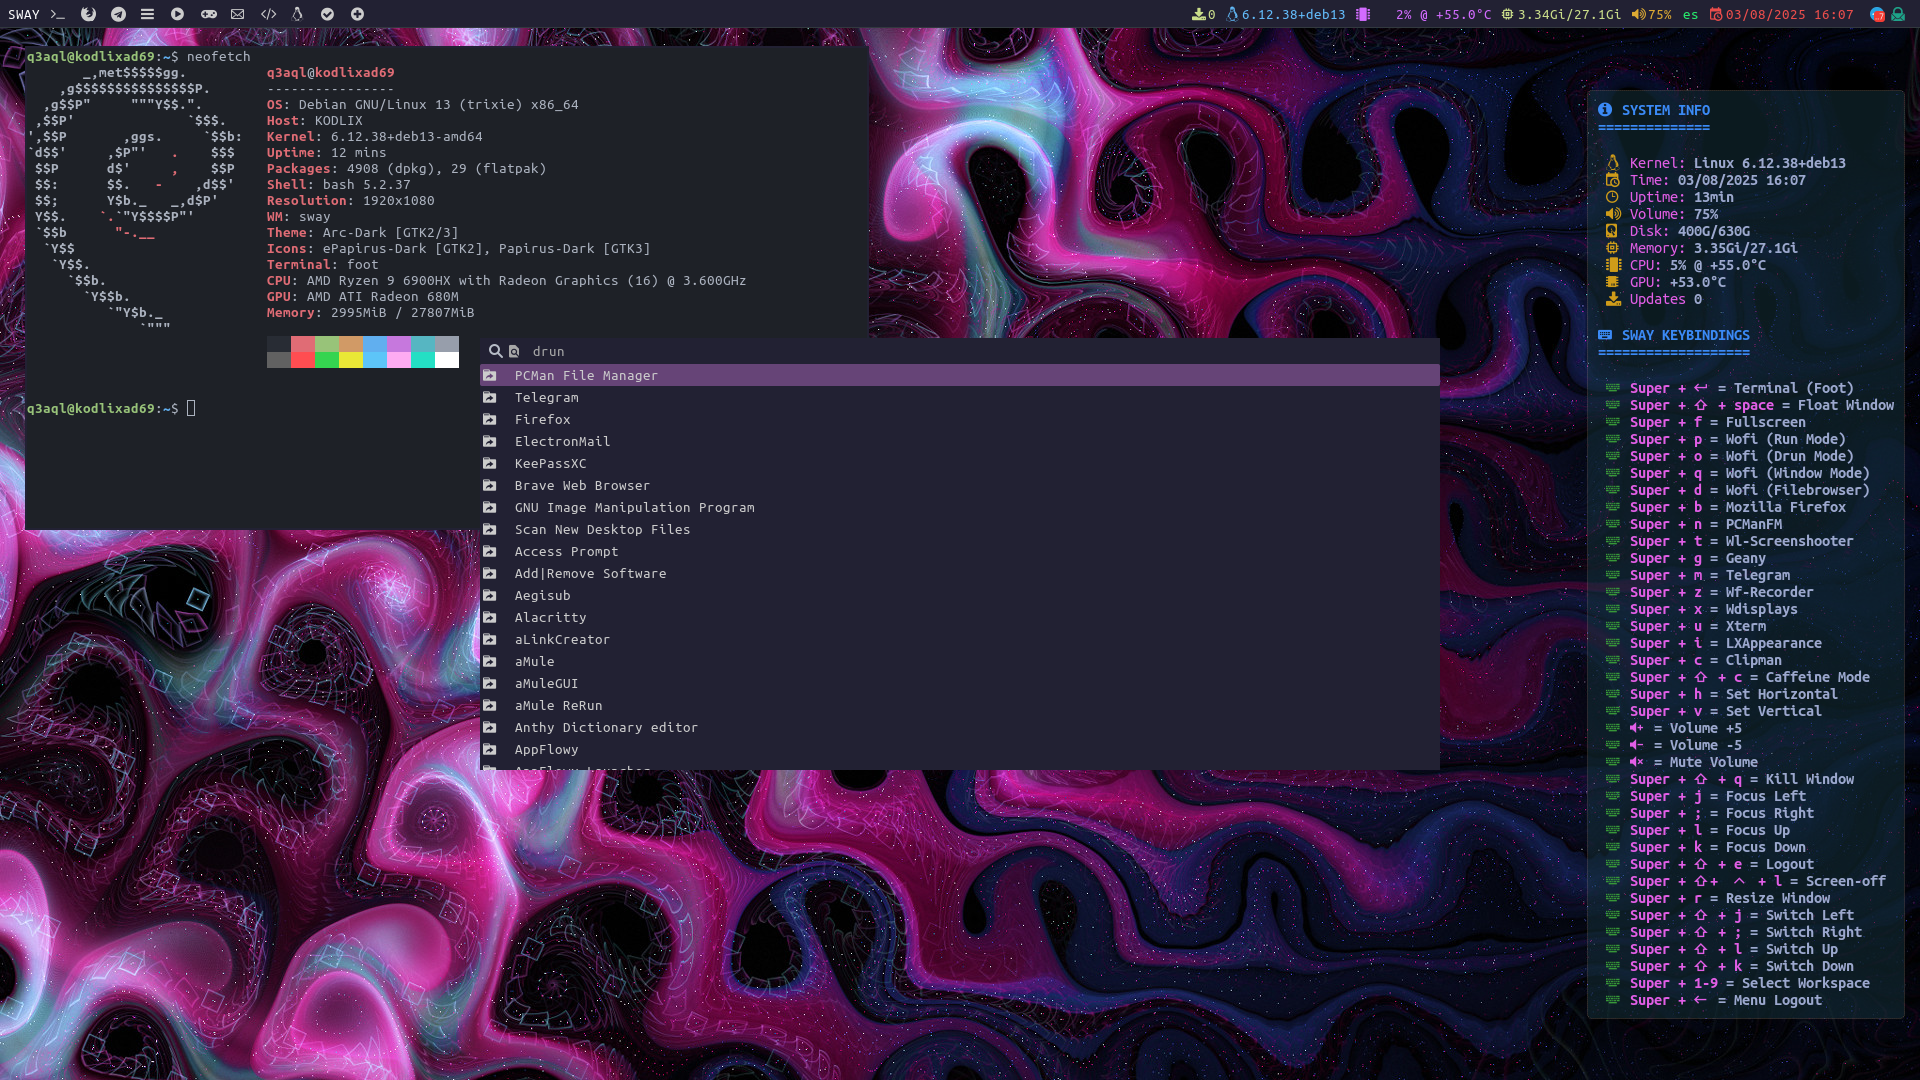 SWAY
0 6.12.38+deb13 2% @ +55.0°C 3.34Gi/27.1Gi 75% es 03/08/2025 16:07
q3aql@kodlixad69:~$ neofetch
_,met$$$$$gg.
,g$$$$$$$$$$$$$$$P.
,g$$P" """Y$$.".
,$$P' `$$$.
',$$P ,ggs. `$$b:
`d$$' ,$P"' . $$$
$$P d$' , $$P
$$: $$. - ,d$$'
$$; Y$b._ _,d$P'
Y$$. `.`"Y$$$$P"'
`$$b "-.__
`Y$$
`Y$$.
`$$b.
`Y$$b.
`"Y$b._
`"""
q3aql@kodlixad69
----------------
OS: Debian GNU/Linux 13 (trixie) x86_64
Host: KODLIX
Kernel: 6.12.38+deb13-amd64
Uptime: 12 mins
Packages: 4908 (dpkg), 29 (flatpak)
Shell: bash 5.2.37
Resolution: 1920x1080
WM: sway
Theme: Arc-Dark [GTK2/3]
Icons: ePapirus-Dark [GTK2], Papirus-Dark [GTK3]
Terminal: foot
CPU: AMD Ryzen 9 6900HX with Radeon Graphics (16) @ 3.600GHz
GPU: AMD ATI Radeon 680M
Memory: 2995MiB / 27807MiB
q3aql@kodlixad69:~$
drun
PCMan File Manager
Telegram
Firefox
ElectronMail
KeePassXC
Brave Web Browser
GNU Image Manipulation Program
Scan New Desktop Files
Access Prompt
Add|Remove Software
Aegisub
Alacritty
aLinkCreator
aMule
aMuleGUI
aMule ReRun
Anthy Dictionary editor
AppFlowy
SYSTEM INFO
==============
Kernel: Linux 6.12.38+deb13
Time: 03/08/2025 16:07
Uptime: 13min
Volume: 75%
Disk: 400G/630G
Memory: 3.35Gi/27.1Gi
CPU: 5% @ +55.0°C
GPU: +53.0°C
Updates 0
SWAY KEYBINDINGS
===================
Super + ↵ = Terminal (Foot)
Super + ⇧ + space = Float Window
Super + f = Fullscreen
Super + p = Wofi (Run Mode)
Super + o = Wofi (Drun Mode)
Super + q = Wofi (Window Mode)
Super + d = Wofi (Filebrowser)
Super + b = Mozilla Firefox
Super + n = PCManFM
Super + t = Wl-Screenshooter
Super + g = Geany
Super + m = Telegram
Super + z = Wf-Recorder
Super + x = Wdisplays
Super + u = Xterm
Super + i = LXAppearance
Super + c = Clipman
Super + ⇧ + c = Caffeine Mode
Super + h = Set Horizontal
Super + v = Set Vertical
= Volume +5
= Volume -5
= Mute Volume
Super + ⇧ + q = Kill Window
Super + j = Focus Left
Super + ; = Focus Right
Super + l = Focus Up
Super + k = Focus Down
Super + ⇧ + e = Logout
Super + ⇧+ ^ + l = Screen-off
Super + r = Resize Window
Super + ⇧ + j = Switch Left
Super + ⇧ + ; = Switch Right
Super + ⇧ + l = Switch Up
Super + ⇧ + k = Switch Down
Super + 1-9 = Select Workspace
Super + ← = Menu Logout